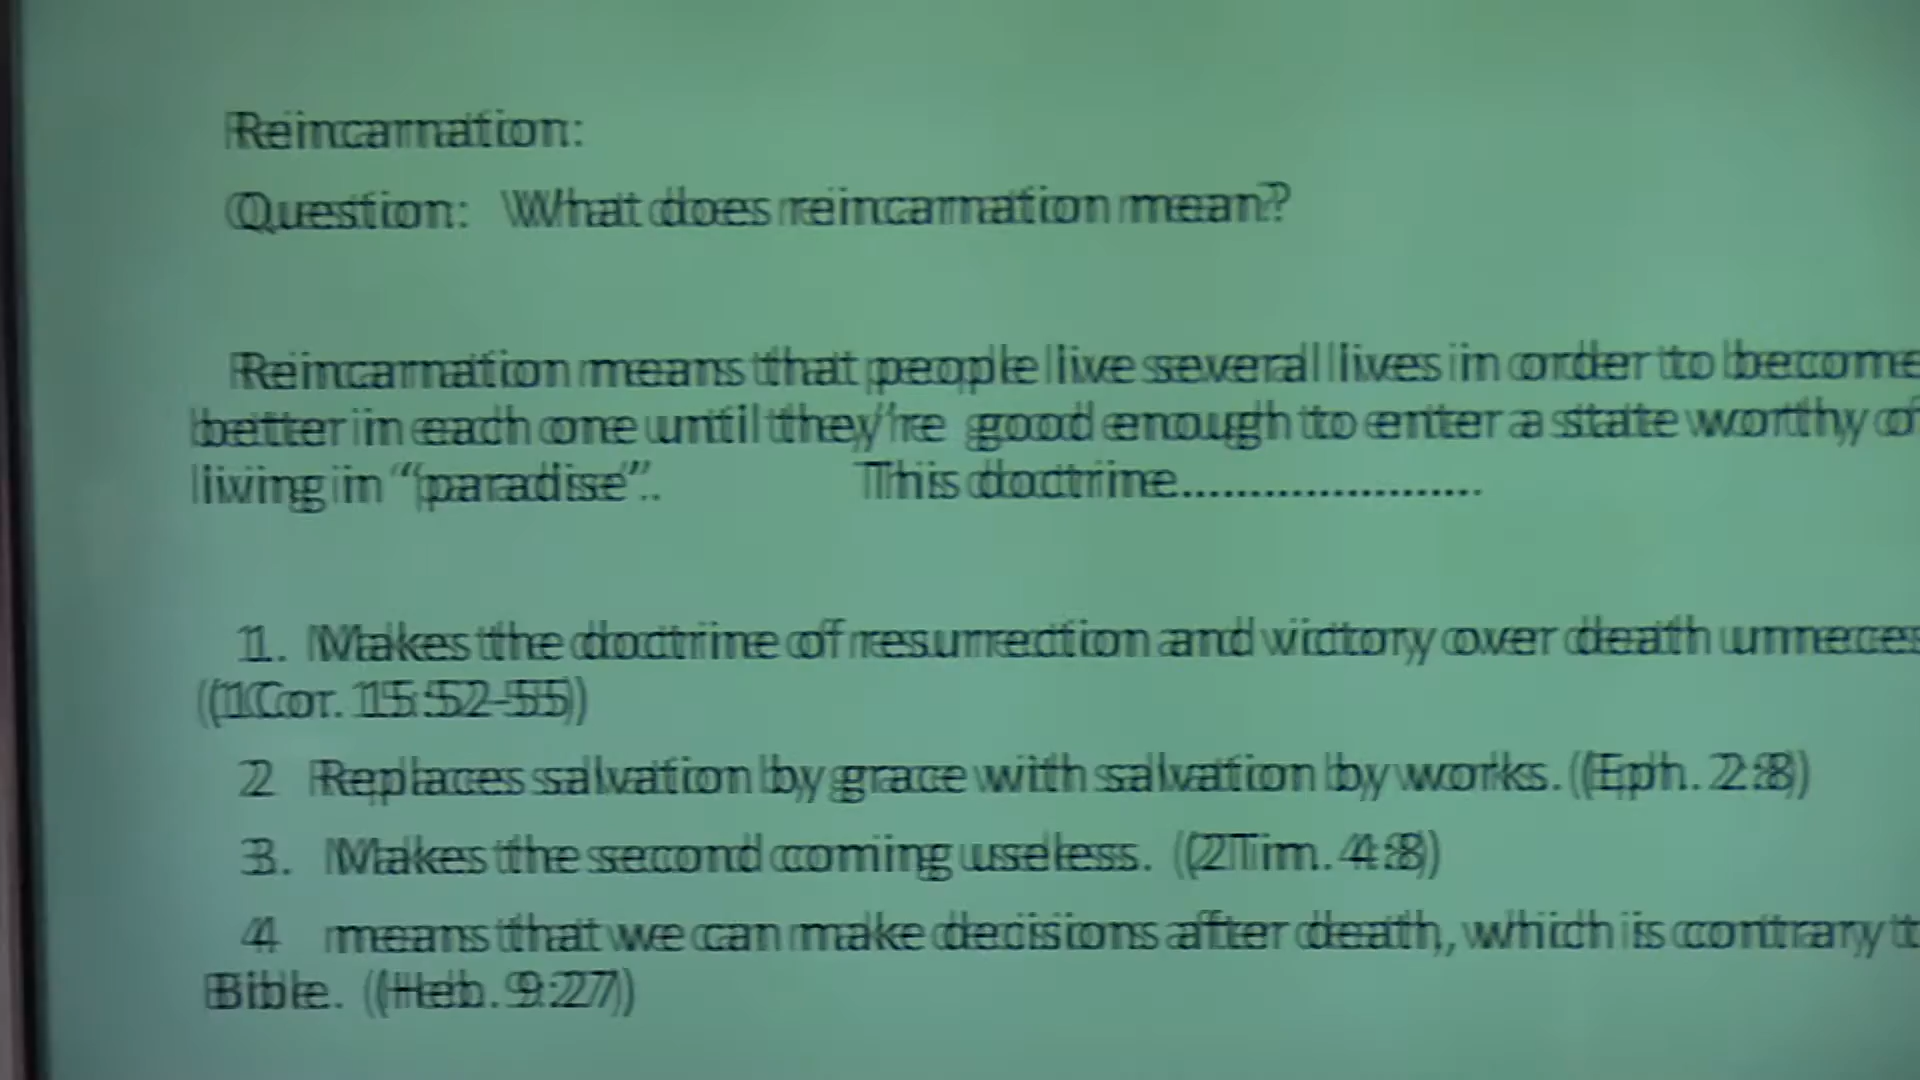 Reincarnation:
Question: What does reincarnation mean?
Reincarnation means that people live several lives in order to become
better in each one until they're good enough to enter a state worthy of
living in “paradise”. This doctrine......................
1. Makes the doctrine of resurrection and victory over death
(1Cor. 15:52-55)
2 Replaces salvation by grace with salvation by works. (Eph. 2:8)
3. Makes the second coming useless. (2Tim. 4:8)
4 means that we can make decisions after death, which is contrary
Bible. (Heb. 9:27)